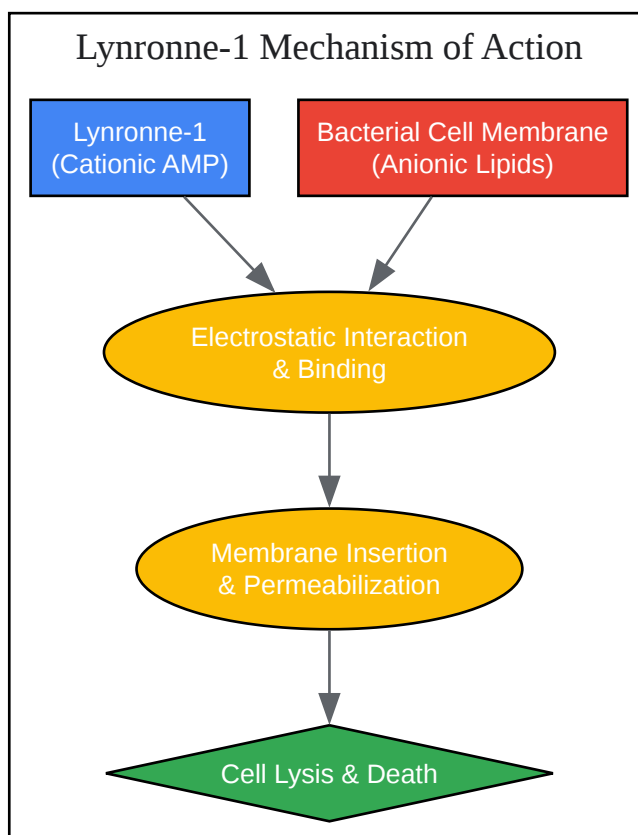 Lynronne-1 Mechanism of Action
Lynronne-1
(Cationic AMP)
Bacterial Cell Membrane
(Anionic Lipids)
Electrostatic Interaction
& Binding
Membrane Insertion
& Permeabilization
Cell Lysis & Death